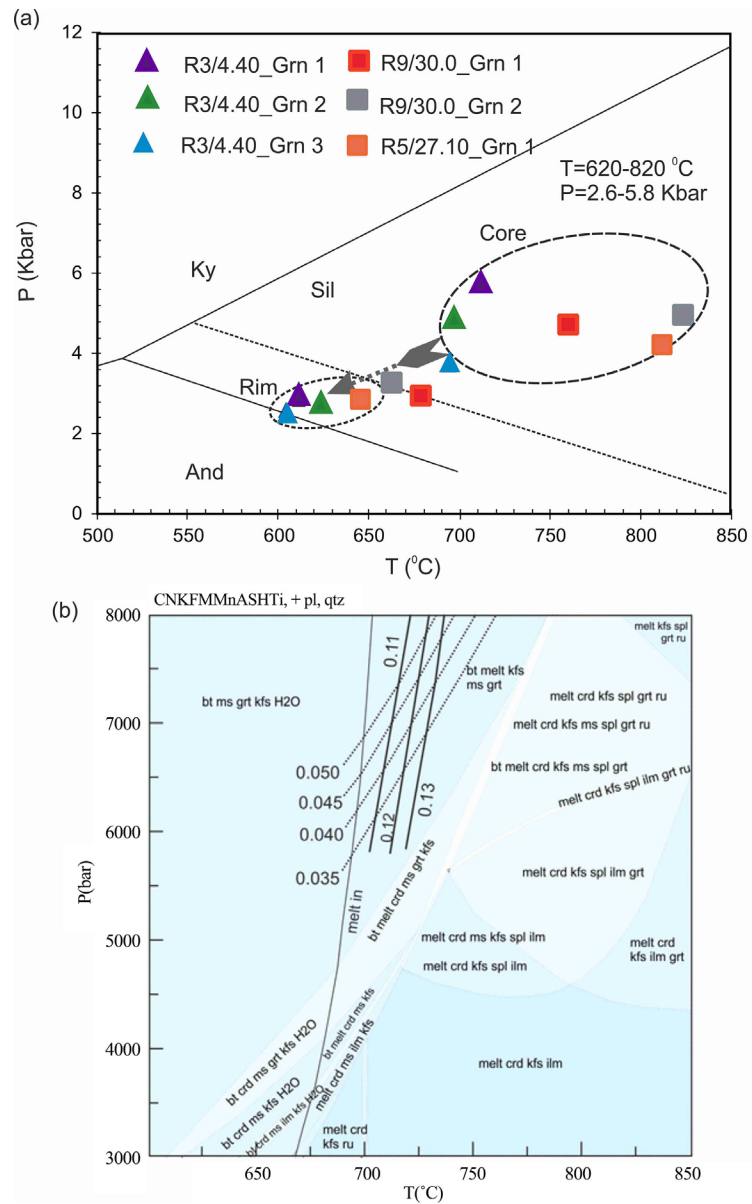 (a)
12
10
8
6
4
2
0
P (Kbar)
R3/4.40_Grn 1
R9/30.0_Grn 1
R3/4.40_Grn 2
R9/30.0_Grn 2
R3/4.40_Grn 3
R5/27.10_Grn 1
T=620-820 °C
P=2.6-5.8 Kbar
Core
Ky
Sil
Rim
And
500
550
600
650
700
750
800
850
T (°C)
(b)
CNKFMMnASHTi, + pl, qtz
8000
7000
6000
5000
4000
3000
P(bar)
bt ms grt kfs H2O
0.11
0.12
0.13
0.050
0.045
0.040
0.035
melt in
bt melt kfs
ms grt
melt kfs spl
grt ru
melt crd kfs spl grt ru
melt crd kfs ms spl grt ru
bt melt crd kfs ms spl grt
melt crd kfs spl ilm grt ru
bt melt crd ms grt kfs
melt crd kfs spl ilm grt
melt crd ms kfs spl ilm
melt crd kfs spl ilm
melt crd
kfs ilm grt
bt crd ms grt kfs H2O
bt melt crd ms kfs
melt crd ms ilm kfs
bt crd ms kfs H2O
bt crd ms ilm kfs H2O
melt crd kfs ilm
melt crd
kfs ru
650
700
750
800
850
T(°C)